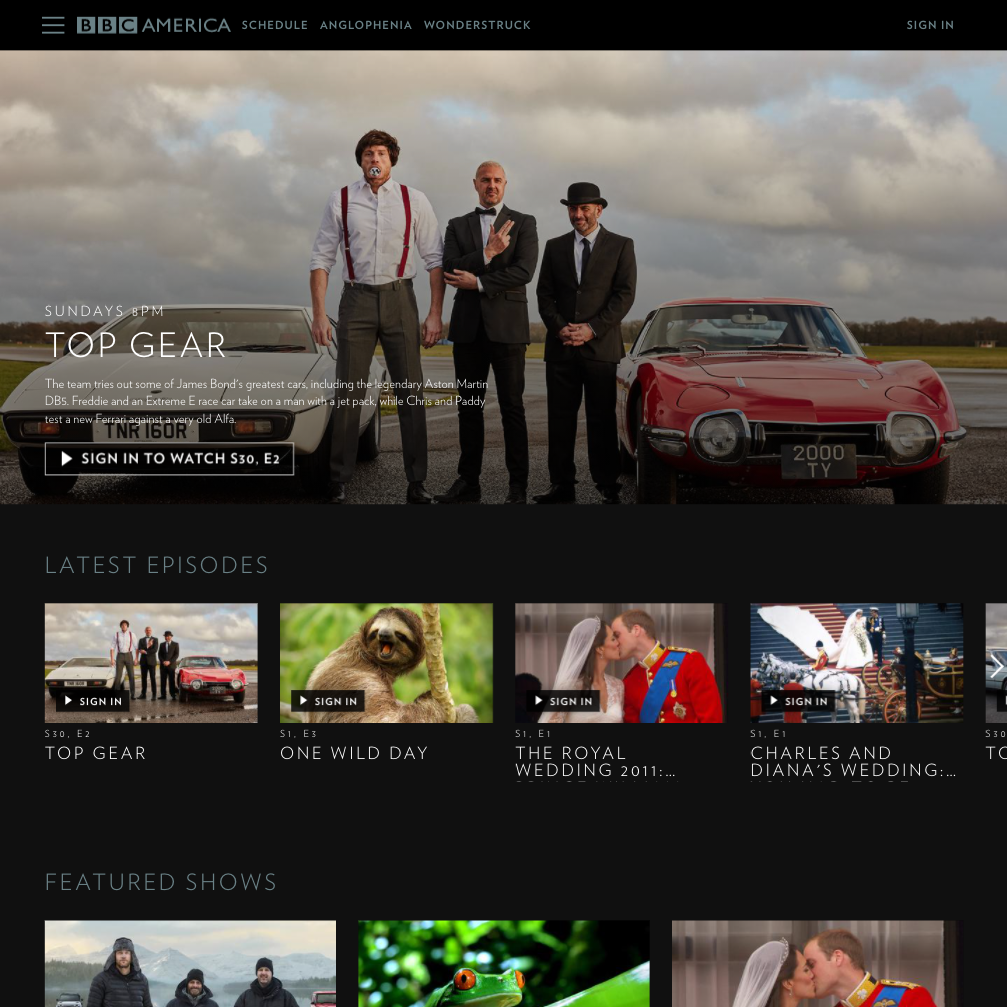 BBC AMERICA SCHEDULE ANGLOPHENIA WONDERSTRUCK SIGN IN
SUNDAYS 8PM
TOP GEAR
The team tries out some of James Bond's greatest cars, including the legendary Aston Martin
DB5. Freddie and an Extreme E race car take on a man with a jet pack, while Chris and Paddy
test a new Ferrari against a very old Alfa.
TNR 160R
SIGN IN TO WATCH S30, E2
2000
TY
LATEST EPISODES
SIGN IN
SIGN IN
SIGN IN
SIGN IN
S30, E2
TOP GEAR
S1, E3
ONE WILD DAY
S1, E1
THE ROYAL
WEDDING 2011:...
S1, E1
CHARLES AND
DIANA'S WEDDING:...
S30
TO
FEATURED SHOWS